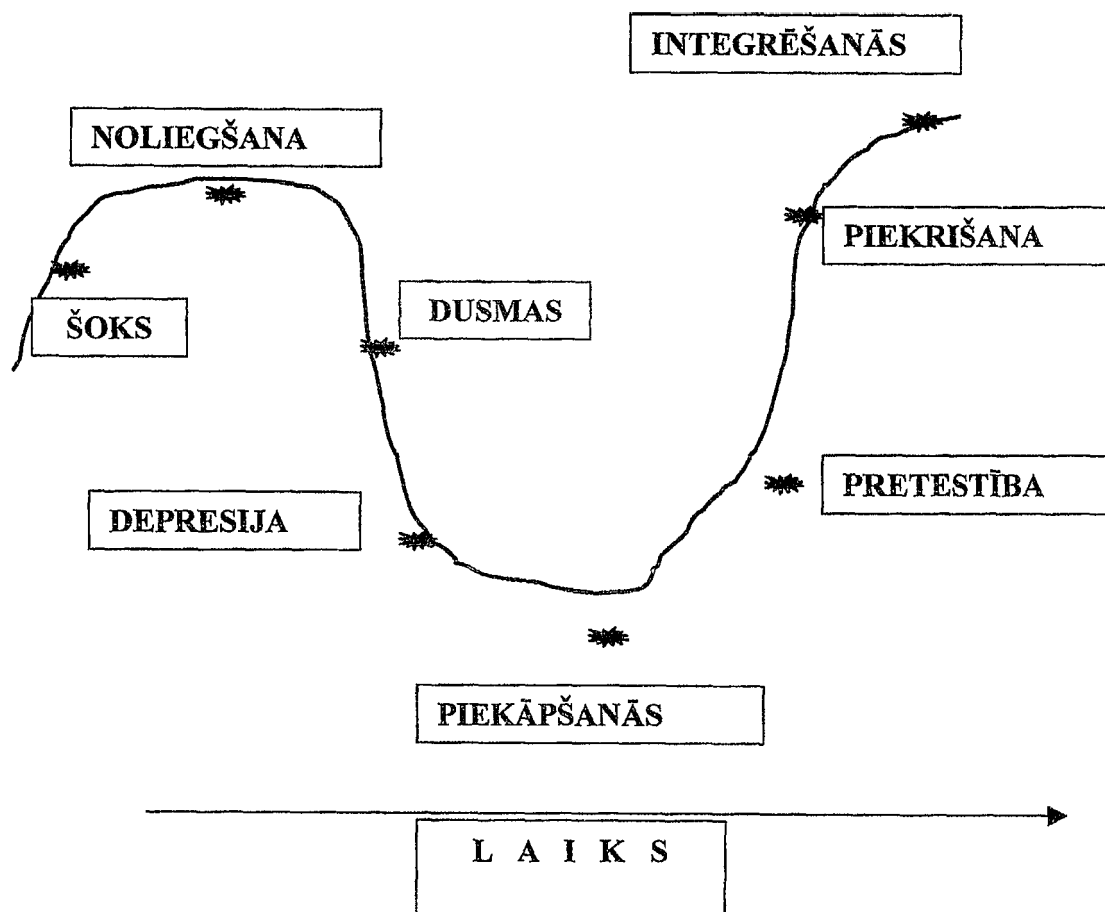 INTEGRĒŠANĀS
NOLIEGŠANA
PIEKRIŠANA
ŠOKS
DUSMAS
PRETESTĪBA
DEPRESIJA
PIEKĀPŠANĀS
L A I K S